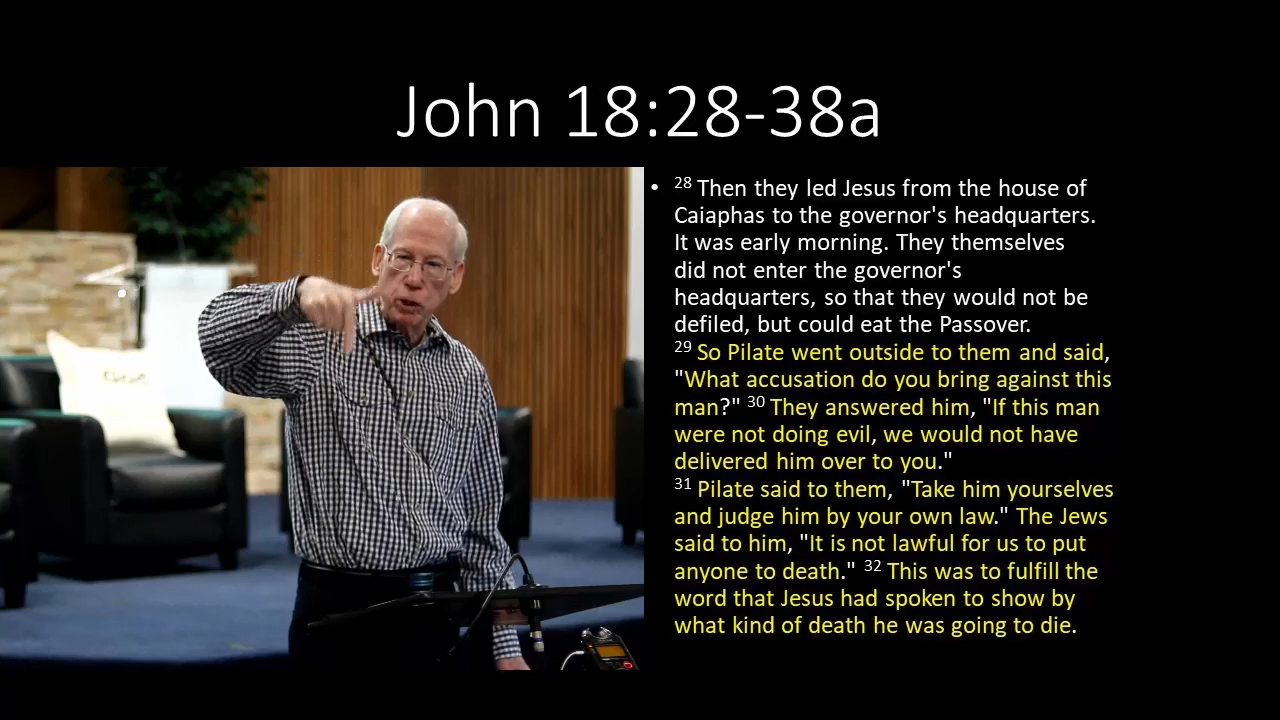 John 18:28-38a
• 28 Then they led Jesus from the house of
Caiaphas to the governor's headquarters.
It was early morning. They themselves
did not enter the governor's
headquarters, so that they would not be
defiled, but could eat the Passover.
29 So Pilate went outside to them and said,
"What accusation do you bring against this
man?" 30 They answered him, "If this man
were not doing evil, we would not have
delivered him over to you."
31 Pilate said to them, "Take him yourselves
and judge him by your own law." The Jews
said to him, "It is not lawful for us to put
anyone to death." 32 This was to fulfill the
word that Jesus had spoken to show by
what kind of death he was going to die.